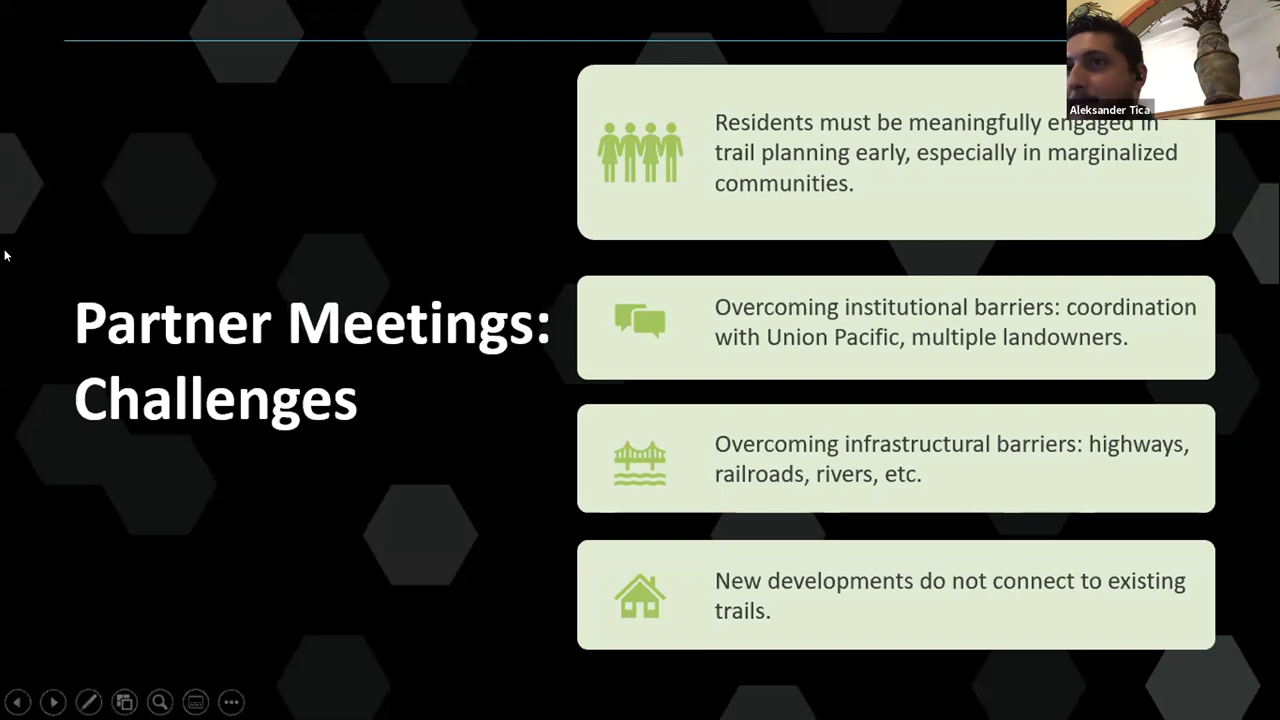 Aleksander Tica
Residents must be meaningfully engaged in
trail planning early, especially in marginalized
communities.
Partner Meetings:
Challenges
Overcoming institutional barriers: coordination
with Union Pacific, multiple landowners.
Overcoming infrastructural barriers: highways,
railroads, rivers, etc.
New developments do not connect to existing
trails.